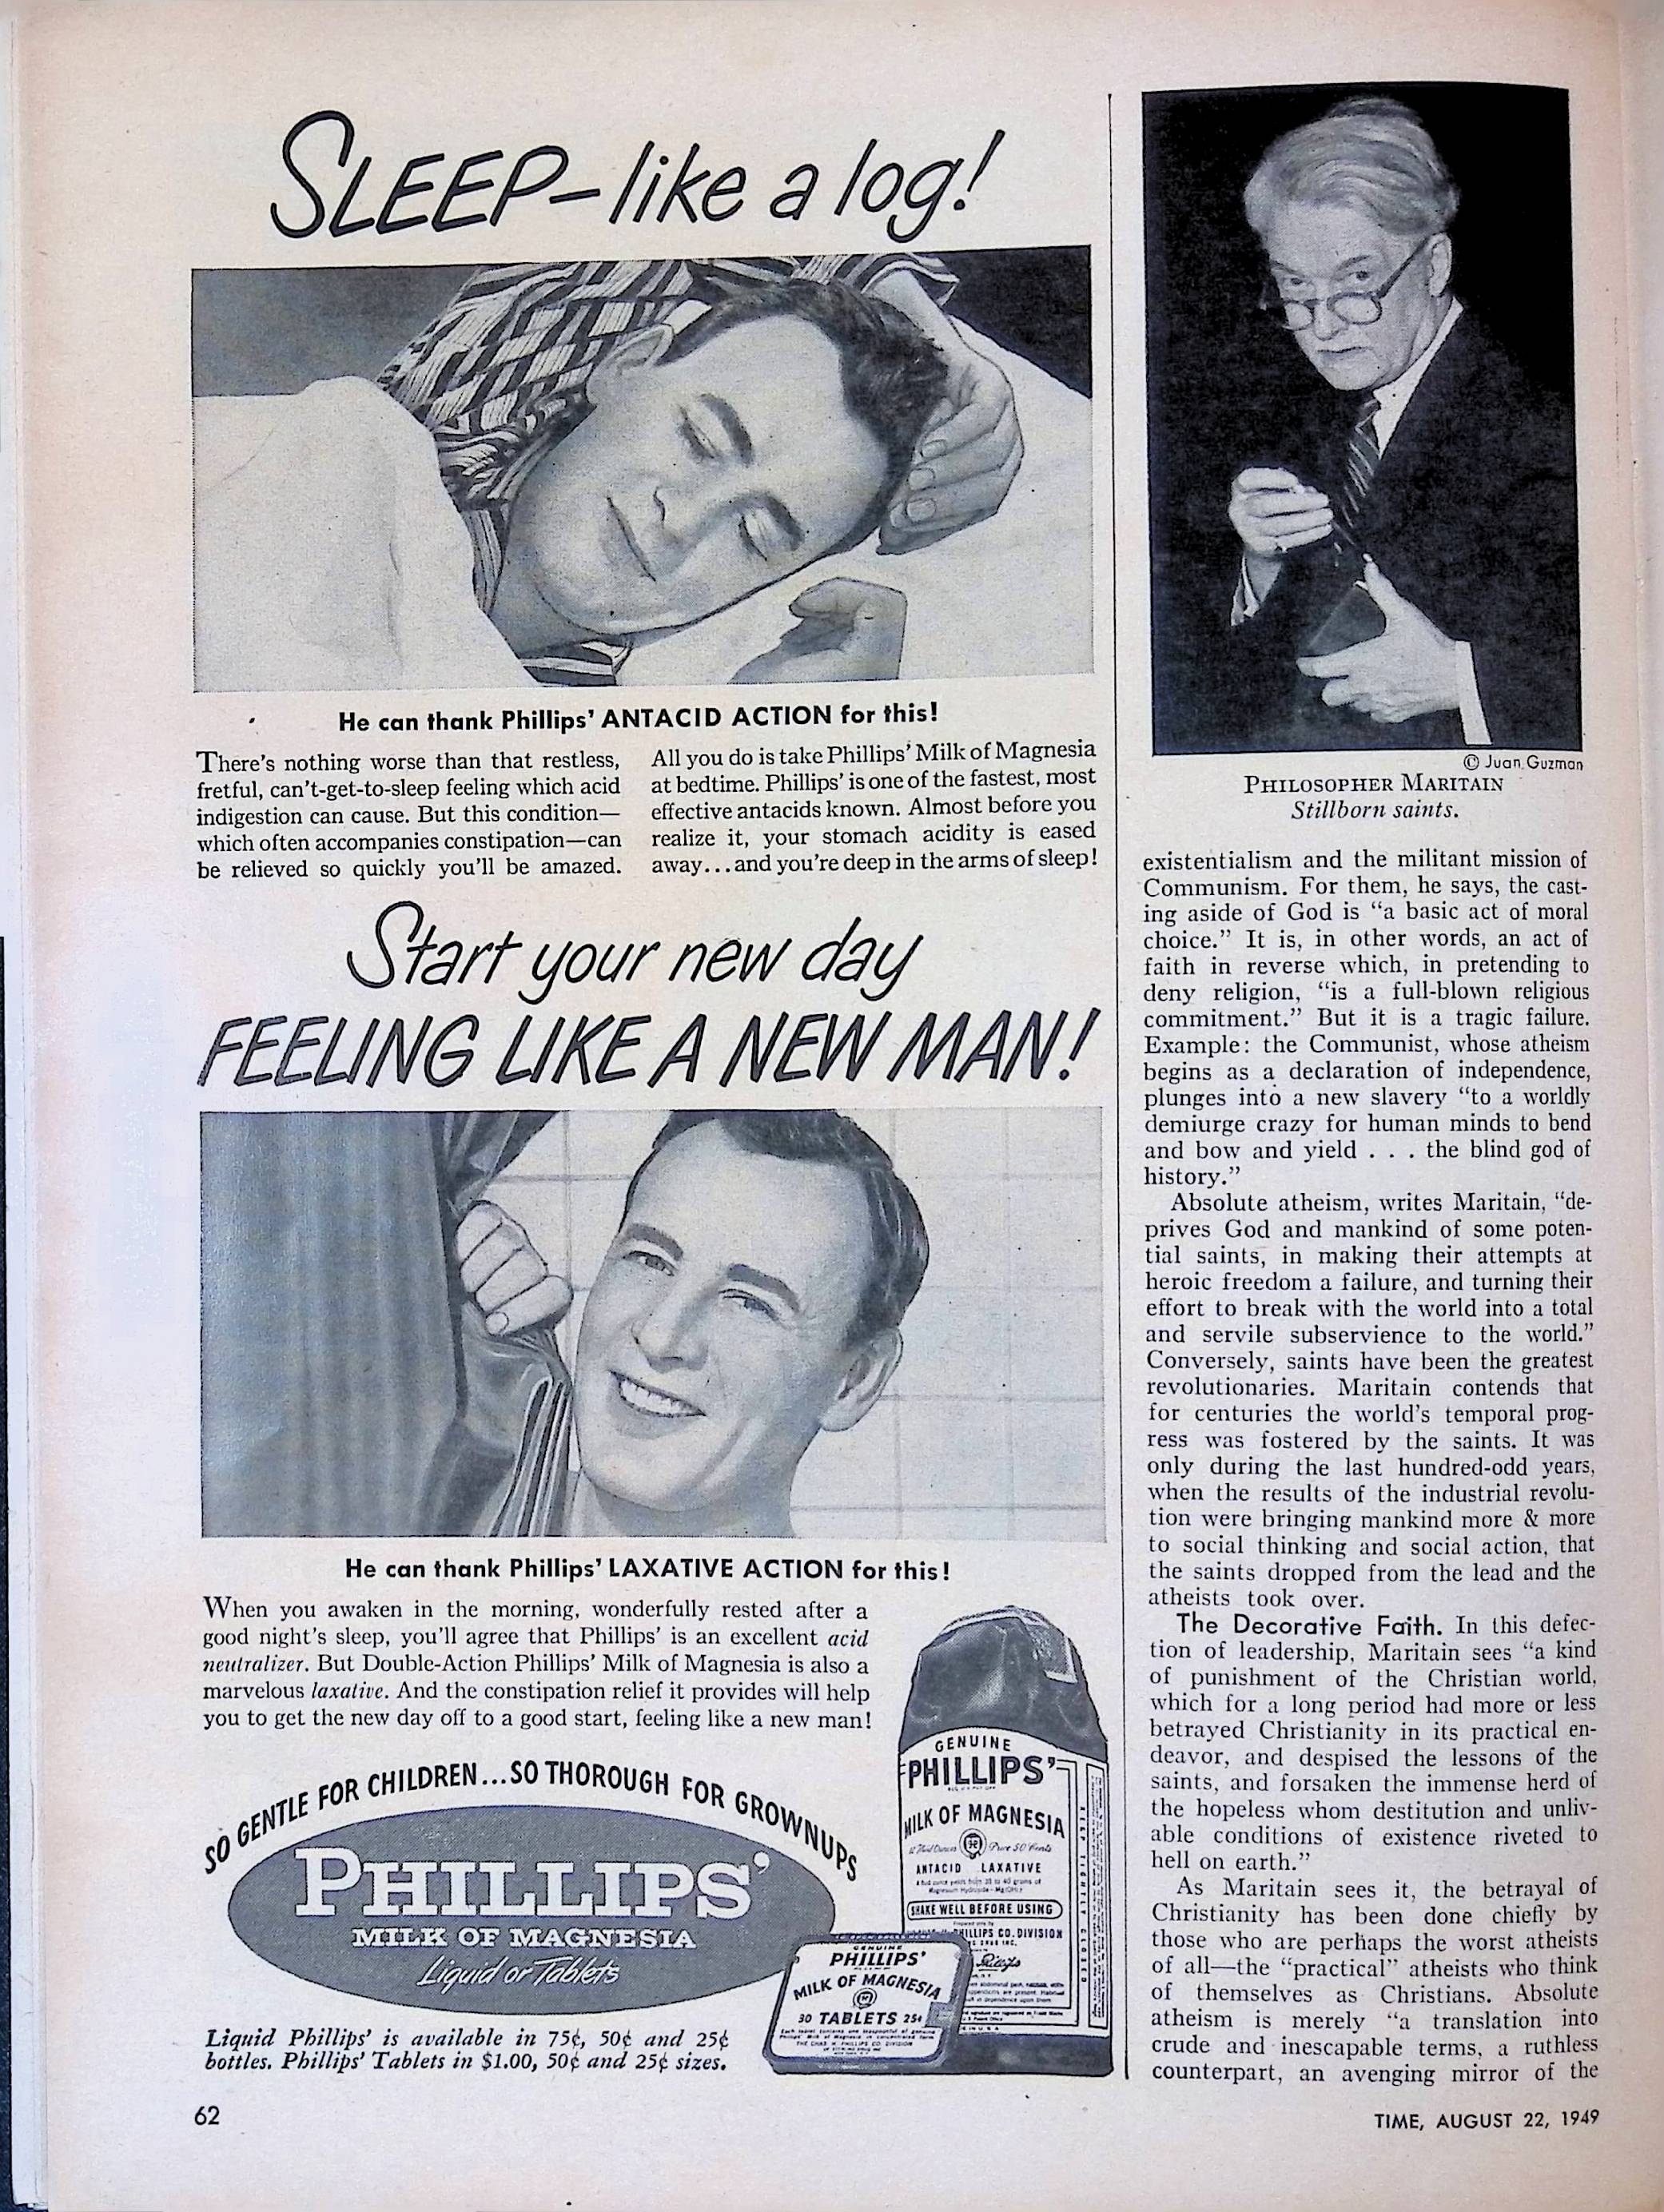 SLEEP–like a log!
He can thank Phillips' ANTACID ACTION for this!
There's nothing worse than that restless,
fretful, can't-get-to-sleep feeling which acid
indigestion can cause. But this condition—
which often accompanies constipation—can
be relieved so quickly you'll be amazed.
All you do is take Phillips' Milk of Magnesia
at bedtime. Phillips' is one of the fastest, most
effective antacids known. Almost before you
realize it, your stomach acidity is eased
away...and you're deep in the arms of sleep!
Start your new day
FEELING LIKE A NEW MAN!
He can thank Phillips' LAXATIVE ACTION for this!
When you awaken in the morning, wonderfully rested after a
good night's sleep, you'll agree that Phillips' is an excellent acid
neutralizer. But Double-Action Phillips' Milk of Magnesia is also a
marvelous laxative. And the constipation relief it provides will help
you to get the new day off to a good start, feeling like a new man!
SO GENTLE FOR CHILDREN...SO THOROUGH FOR GROWNUPS
PHILLIPS'
MILK OF MAGNESIA
Liquid or Tablets
Liquid Phillips' is available in 75¢, 50¢ and 25¢
bottles. Phillips' Tablets in $1.00, 50¢ and 25¢ sizes.
GENUINE
PHILLIPS'
MILK OF MAGNESIA
ANTACID LAXATIVE
SHAKE WELL BEFORE USING
PHILLIPS CO. DIVISION
KEEP TIGHTLY CLOSED
GENUINE
PHILLIPS'
MILK OF MAGNESIA
30 TABLETS 25¢
© Juan Guzman
PHILOSOPHER MARITAIN
Stillborn saints.
existentialism and the militant mission of
Communism. For them, he says, the cast-
ing aside of God is "a basic act of moral
choice." It is, in other words, an act of
faith in reverse which, in pretending to
deny religion, "is a full-blown religious
commitment." But it is a tragic failure.
Example: the Communist, whose atheism
begins as a declaration of independence,
plunges into a new slavery "to a worldly
demiurge crazy for human minds to bend
and bow and yield . . . the blind god of
history."
Absolute atheism, writes Maritain, "de-
prives God and mankind of some poten-
tial saints, in making their attempts at
heroic freedom a failure, and turning their
effort to break with the world into a total
and servile subservience to the world."
Conversely, saints have been the greatest
revolutionaries. Maritain contends that
for centuries the world's temporal prog-
ress was fostered by the saints. It was
only during the last hundred-odd years,
when the results of the industrial revolu-
tion were bringing mankind more & more
to social thinking and social action, that
the saints dropped from the lead and the
atheists took over.
The Decorative Faith. In this defec-
tion of leadership, Maritain sees "a kind
of punishment of the Christian world,
which for a long period had more or less
betrayed Christianity in its practical en-
deavor, and despised the lessons of the
saints, and forsaken the immense herd of
the hopeless whom destitution and unliv-
able conditions of existence riveted to
hell on earth."
As Maritain sees it, the betrayal of
Christianity has been done chiefly by
those who are perhaps the worst atheists
of all—the "practical" atheists who think
of themselves as Christians. Absolute
atheism is merely "a translation into
crude and inescapable terms, a ruthless
counterpart, an avenging mirror of the
62
TIME, AUGUST 22, 1949